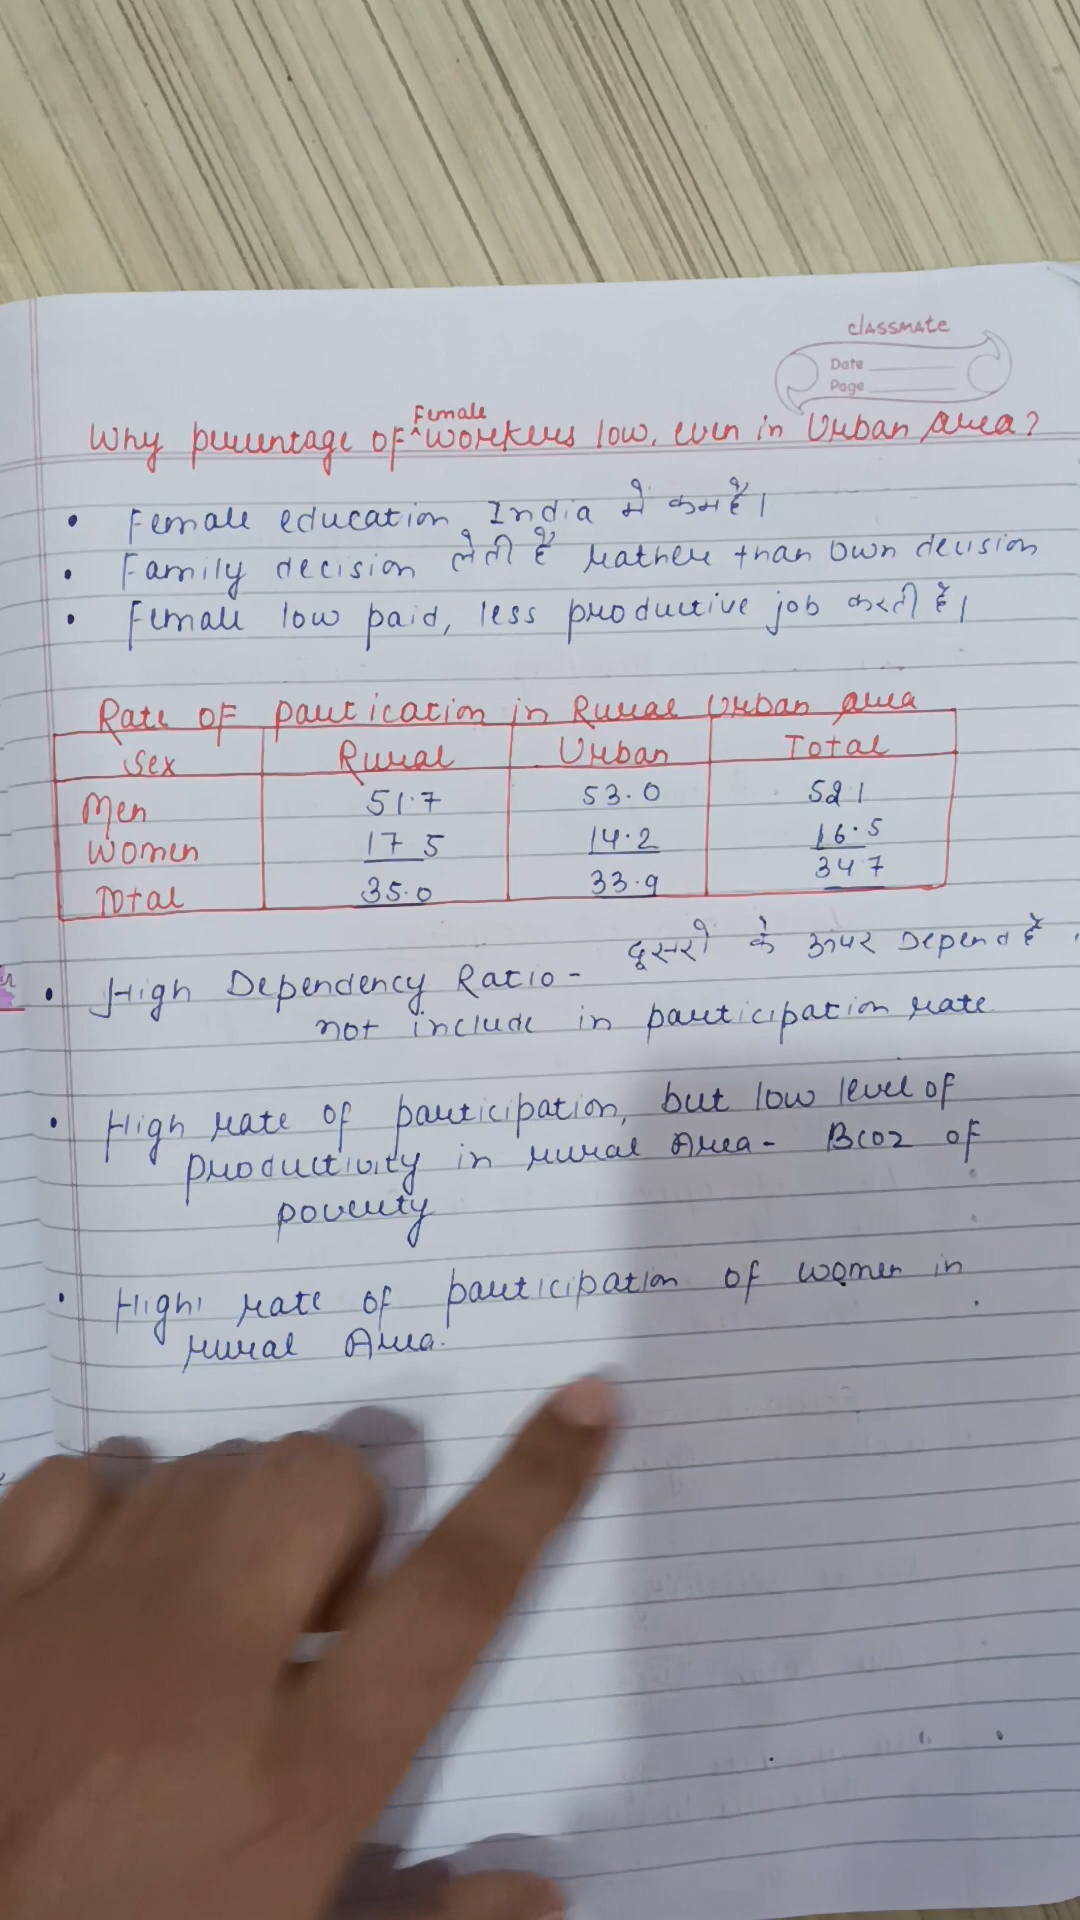 classmate
Date
Page
Female
Why percentage of ^ workers low, even in Urban Area?
• Female education India में कम है।
• Family decision लेती हैं rather than own decision
• Female low paid, less productive job करती हैं।
Rate of partication in Rural Urban area
Sex Rural Urban Total
Men 51.7 53.0 52 1
Women 17 5 14.2 16.5
Total 35.0 33.9 34 7
दूसरो के ऊपर Depend है
• High Dependency Ratio -
not include in participation rate
• High rate of participation, but low level of
productivity in rural Area - Bcoz of
poverty
• High rate of participation of women in
rural Area.